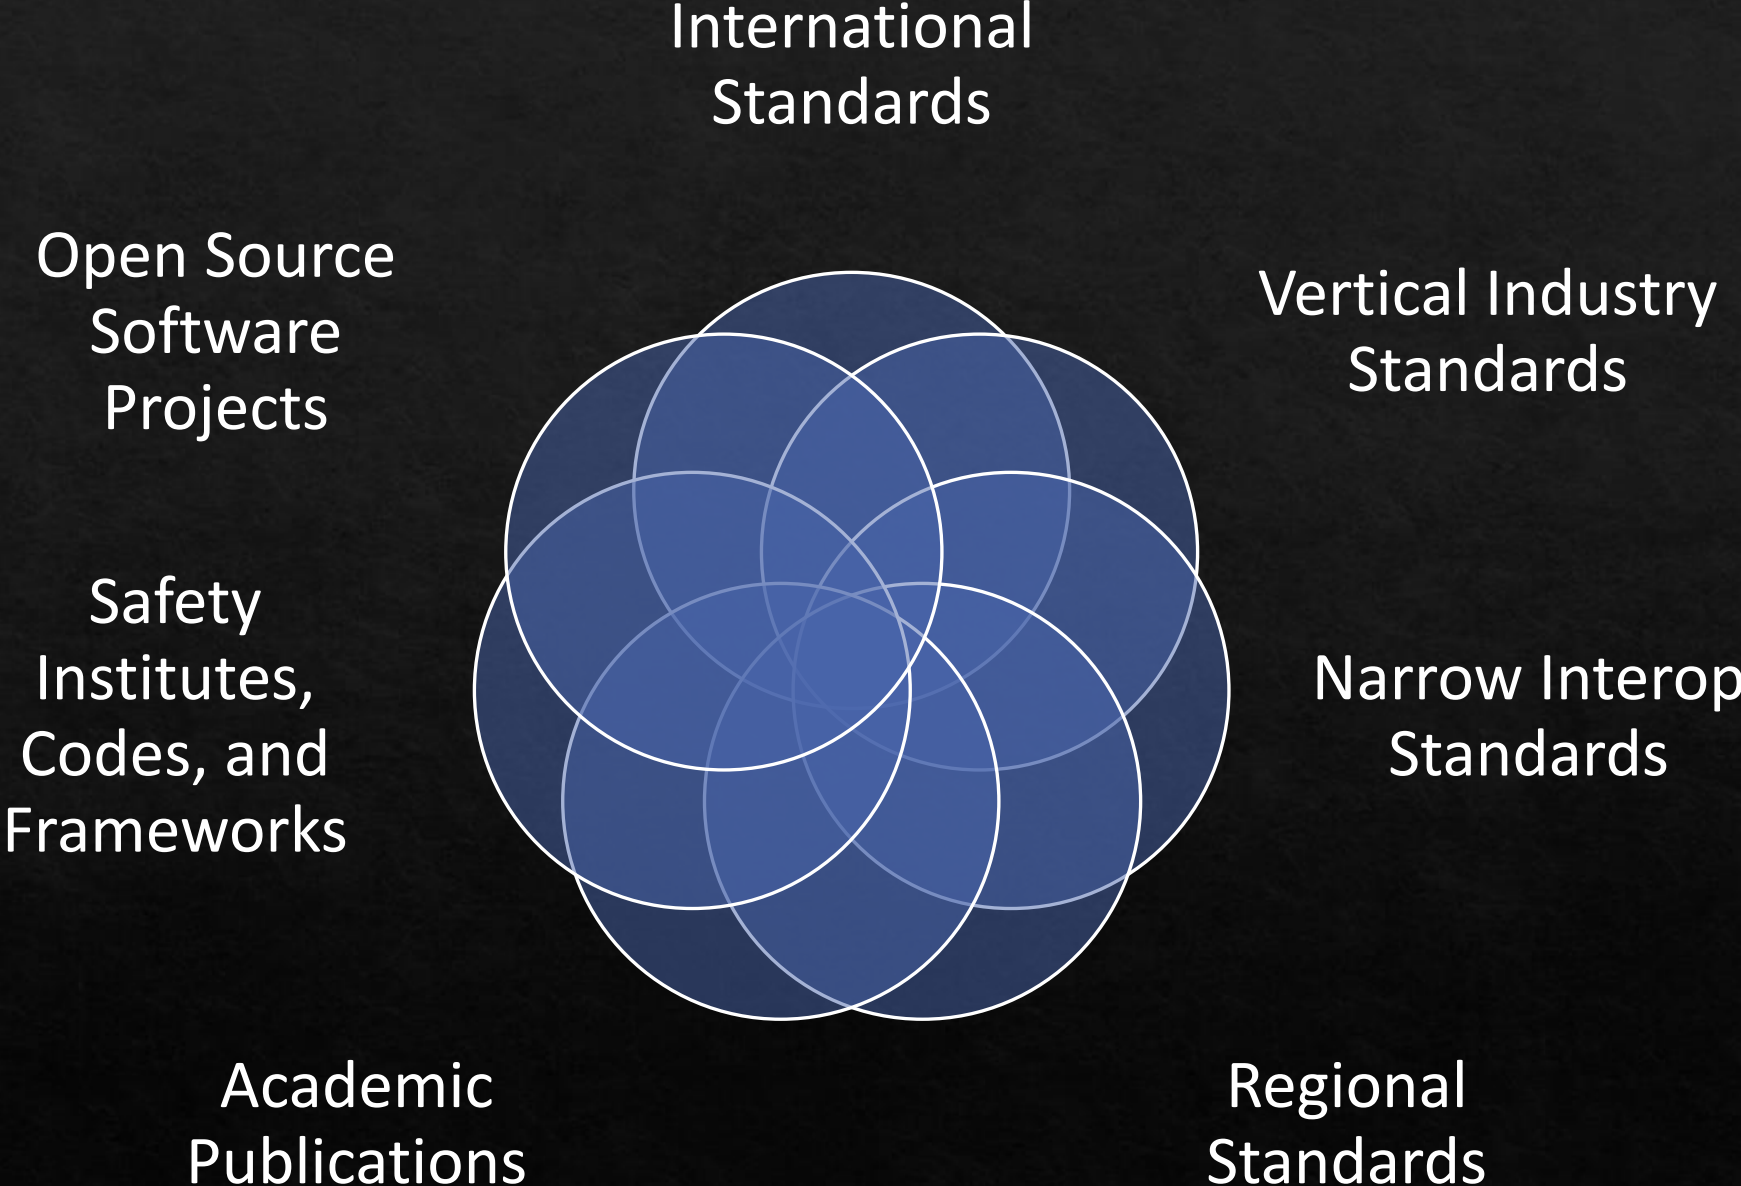 International
Standards
Open Source
Software
Projects
Vertical Industry
Standards
Safety
Institutes,
Codes, and
Frameworks
Narrow Interop
Standards
Academic
Publications
Regional
Standards